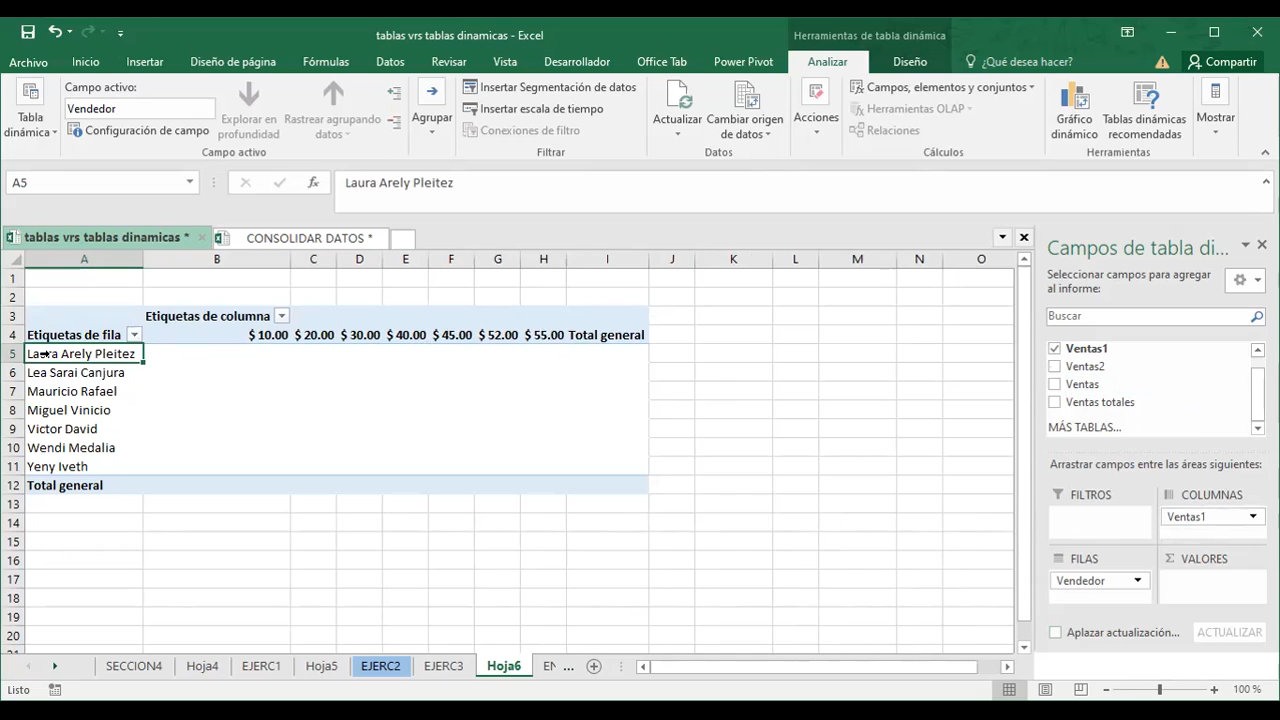 tablas vrs tablas dinamicas - Excel
Herramientas de tabla dinámica
Archivo Inicio Insertar Diseño de página Fórmulas Datos Revisar Vista Desarrollador Office Tab Power Pivot Analizar Diseño ¿Qué desea hacer? Compartir
Tabla dinámica
Campo activo:
Vendedor
Configuración de campo
Explorar en profundidad
Rastrear agrupando datos
Campo activo
Agrupar
Insertar Segmentación de datos
Insertar escala de tiempo
Conexiones de filtro
Filtrar
Actualizar
Cambiar origen de datos
Datos
Acciones
Campos, elementos y conjuntos
Herramientas OLAP
Relaciones
Cálculos
Gráfico dinámico
Tablas dinámicas recomendadas
Herramientas
Mostrar
A5
fx
Laura Arely Pleitez
tablas vrs tablas dinamicas *
CONSOLIDAR DATOS *
A B C D E F G H I J K L M N O
1
2
3 Etiquetas de columna
4 Etiquetas de fila $ 10.00 $ 20.00 $ 30.00 $ 40.00 $ 45.00 $ 52.00 $ 55.00 Total general
5 Laura Arely Pleitez
6 Lea Sarai Canjura
7 Mauricio Rafael
8 Miguel Vinicio
9 Victor David
10 Wendi Medalia
11 Yeny Iveth
12 Total general
13
14
15
16
17
18
19
20
Campos de tabla di...
Seleccionar campos para agregar al informe:
Buscar
Ventas1
Ventas2
Ventas
Ventas totales
MÁS TABLAS...
Arrastrar campos entre las áreas siguientes:
FILTROS
COLUMNAS
Ventas1
FILAS
Σ VALORES
Vendedor
Aplazar actualización...
ACTUALIZAR
SECCION4 Hoja4 EJERC1 Hoja5 EJERC2 EJERC3 Hoja6 EN ...
Listo
100 %